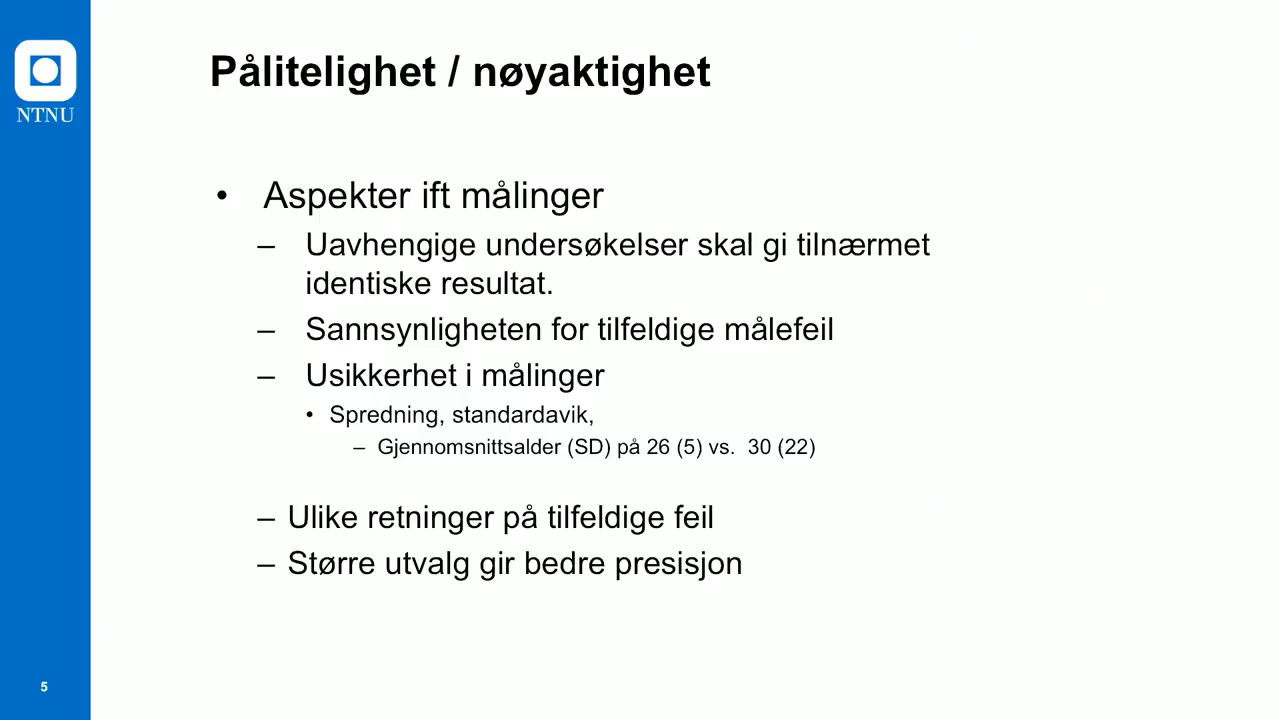 NTNU
Pålitelighet / nøyaktighet
• Aspekter ift målinger
– Uavhengige undersøkelser skal gi tilnærmet
identiske resultat.
– Sannsynligheten for tilfeldige målefeil
– Usikkerhet i målinger
• Spredning, standardavik,
– Gjennomsnittsalder (SD) på 26 (5) vs. 30 (22)
– Ulike retninger på tilfeldige feil
– Større utvalg gir bedre presisjon
5